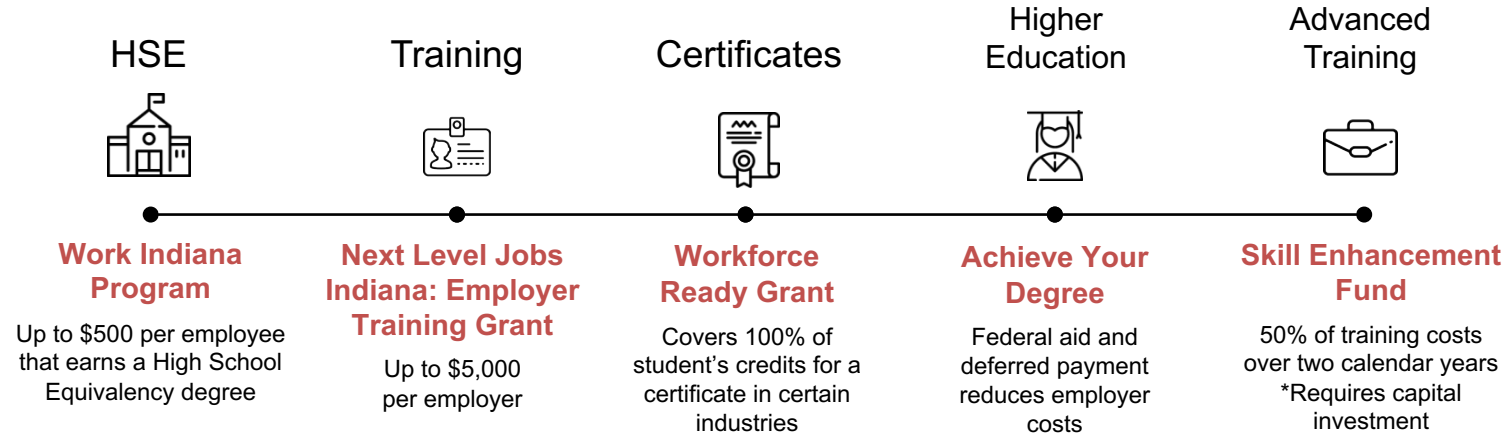 HSE
Training
Certificates
Higher
Education
Advanced
Training
Work Indiana
Program
Up to $500 per employee
that earns a High School
Equivalency degree
Next Level Jobs
Indiana: Employer
Training Grant
Up to $5,000
per employer
Workforce
Ready Grant
Covers 100% of
student’s credits for a
certificate in certain
industries
Achieve Your
Degree
Federal aid and
deferred payment
reduces employer
costs
Skill Enhancement
Fund
50% of training costs
over two calendar years
*Requires capital
investment